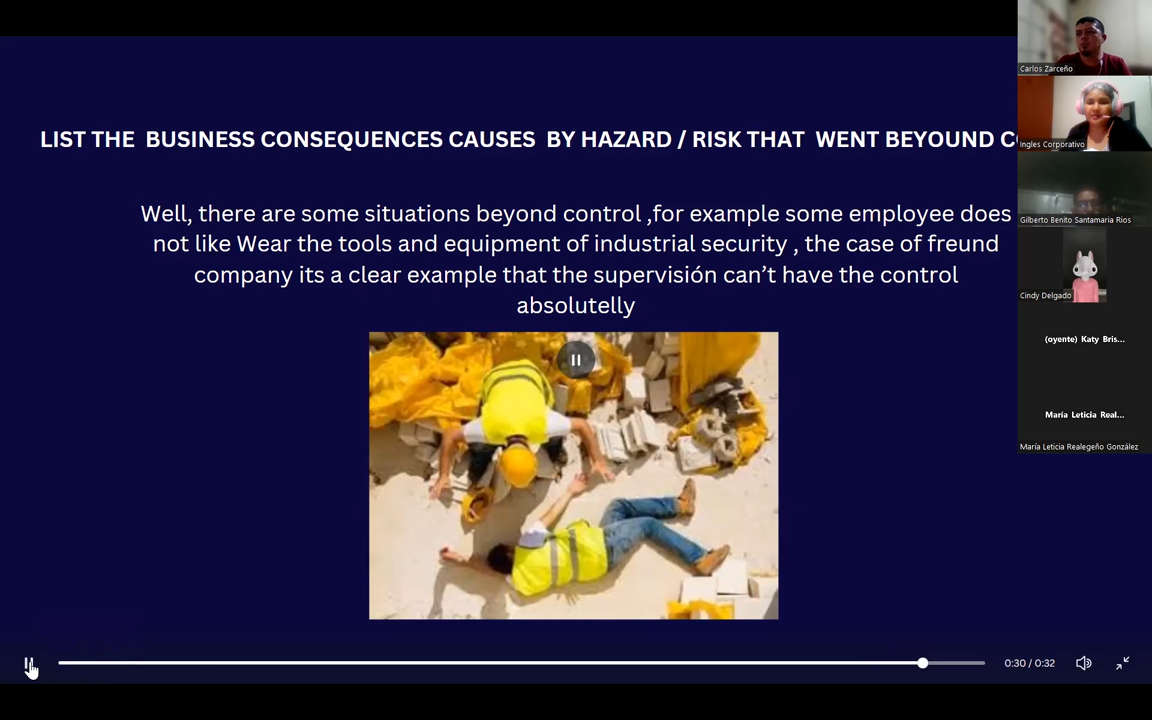 LIST THE BUSINESS CONSEQUENCES CAUSES BY HAZARD / RISK THAT WENT BEYOUND C
Well, there are some situations beyond control ,for example some employee does
not like Wear the tools and equipment of industrial security , the case of freund
company its a clear example that the supervisión can't have the control
absolutelly
0:30 / 0:32
Carlos Zarceño
Ingles Corporativo
Gilberto Benito Santamaria Rios
Cindy Delgado
(oyente) Katy Bris...
María Leticia Real...
María Leticia Realegeño González